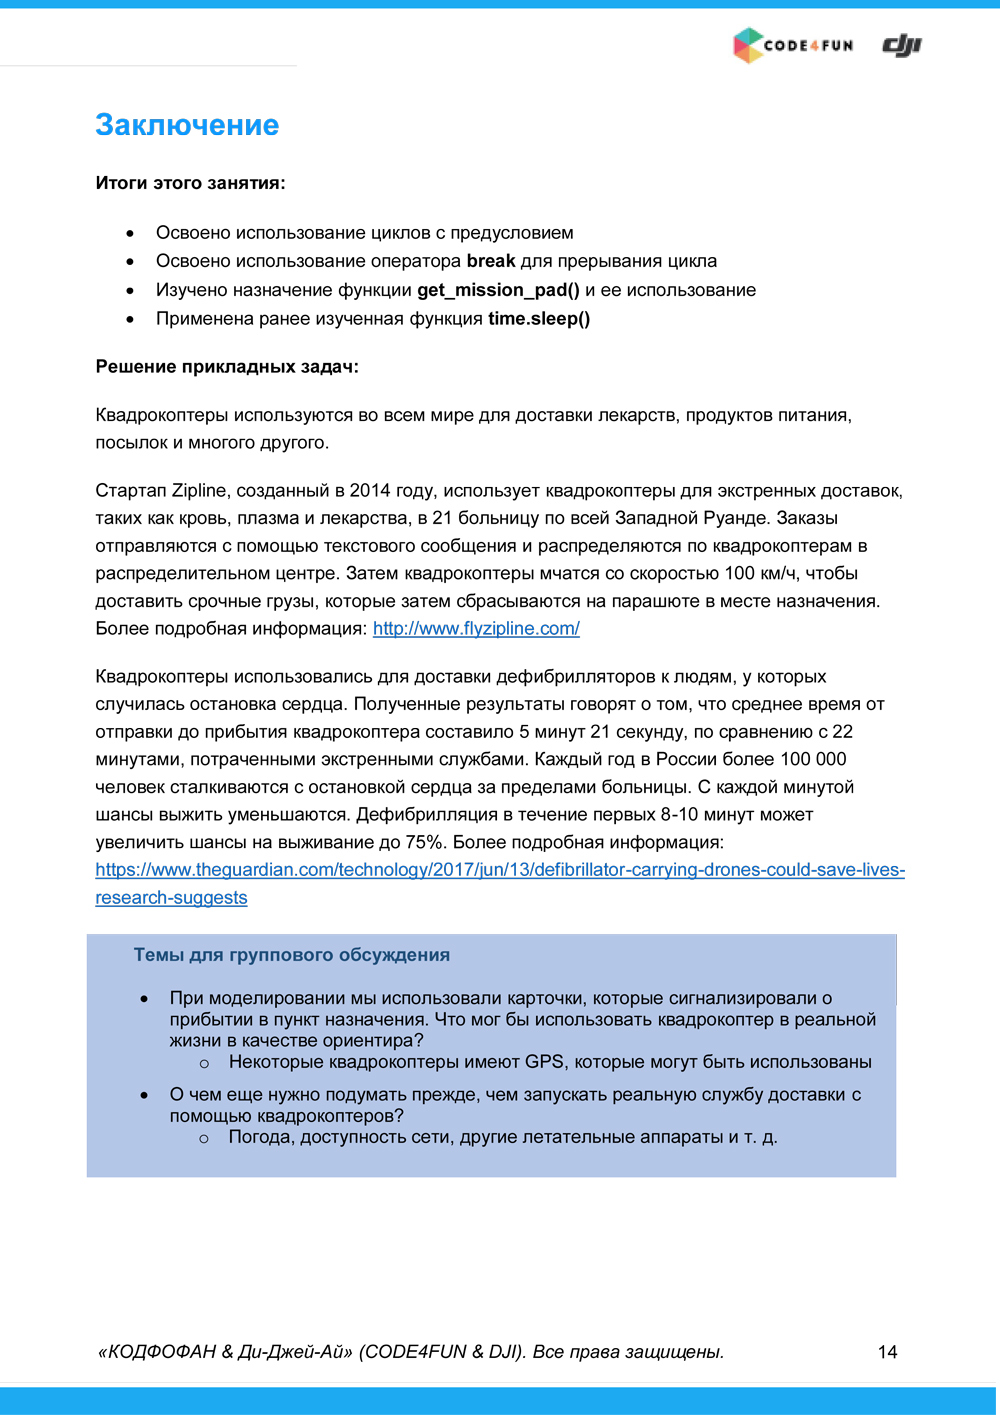 CODE4FUN dji
Заключение
Итоги этого занятия:
• Освоено использование циклов с предусловием
• Освоено использование оператора break для прерывания цикла
• Изучено назначение функции get_mission_pad() и ее использование
• Применена ранее изученная функция time.sleep()
Решение прикладных задач:
Квадрокоптеры используются во всем мире для доставки лекарств, продуктов питания,
посылок и многого другого.
Стартап Zipline, созданный в 2014 году, использует квадрокоптеры для экстренных доставок,
таких как кровь, плазма и лекарства, в 21 больницу по всей Западной Руанде. Заказы
отправляются с помощью текстового сообщения и распределяются по квадрокоптерам в
распределительном центре. Затем квадрокоптеры мчатся со скоростью 100 км/ч, чтобы
доставить срочные грузы, которые затем сбрасываются на парашюте в месте назначения.
Более подробная информация: http://www.flyzipline.com/
Квадрокоптеры использовались для доставки дефибрилляторов к людям, у которых
случилась остановка сердца. Полученные результаты говорят о том, что среднее время от
отправки до прибытия квадрокоптера составило 5 минут 21 секунду, по сравнению с 22
минутами, потраченными экстренными службами. Каждый год в России более 100 000
человек сталкиваются с остановкой сердца за пределами больницы. С каждой минутой
шансы выжить уменьшаются. Дефибрилляция в течение первых 8-10 минут может
увеличить шансы на выживание до 75%. Более подробная информация:
https://www.theguardian.com/technology/2017/jun/13/defibrillator-carrying-drones-could-save-lives-
research-suggests
Темы для группового обсуждения
• При моделировании мы использовали карточки, которые сигнализировали о
прибытии в пункт назначения. Что мог бы использовать квадрокоптер в реальной
жизни в качестве ориентира?
o Некоторые квадрокоптеры имеют GPS, которые могут быть использованы
• О чем еще нужно подумать прежде, чем запускать реальную службу доставки с
помощью квадрокоптеров?
o Погода, доступность сети, другие летательные аппараты и т. д.
«КОДФОФАН & Ди-Джей-Ай» (CODE4FUN & DJI). Все права защищены. 14